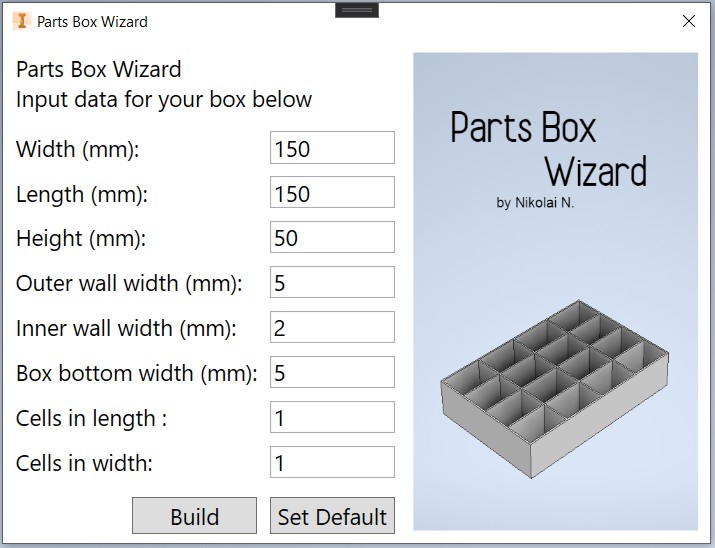 Parts Box Wizard
Parts Box Wizard
Input data for your box below
Width (mm): 150
Length (mm): 150
Height (mm): 50
Outer wall width (mm): 5
Inner wall width (mm): 2
Box bottom width (mm): 5
Cells in length : 1
Cells in width: 1
Build Set Default
Parts Box
Wizard
by Nikolai N.